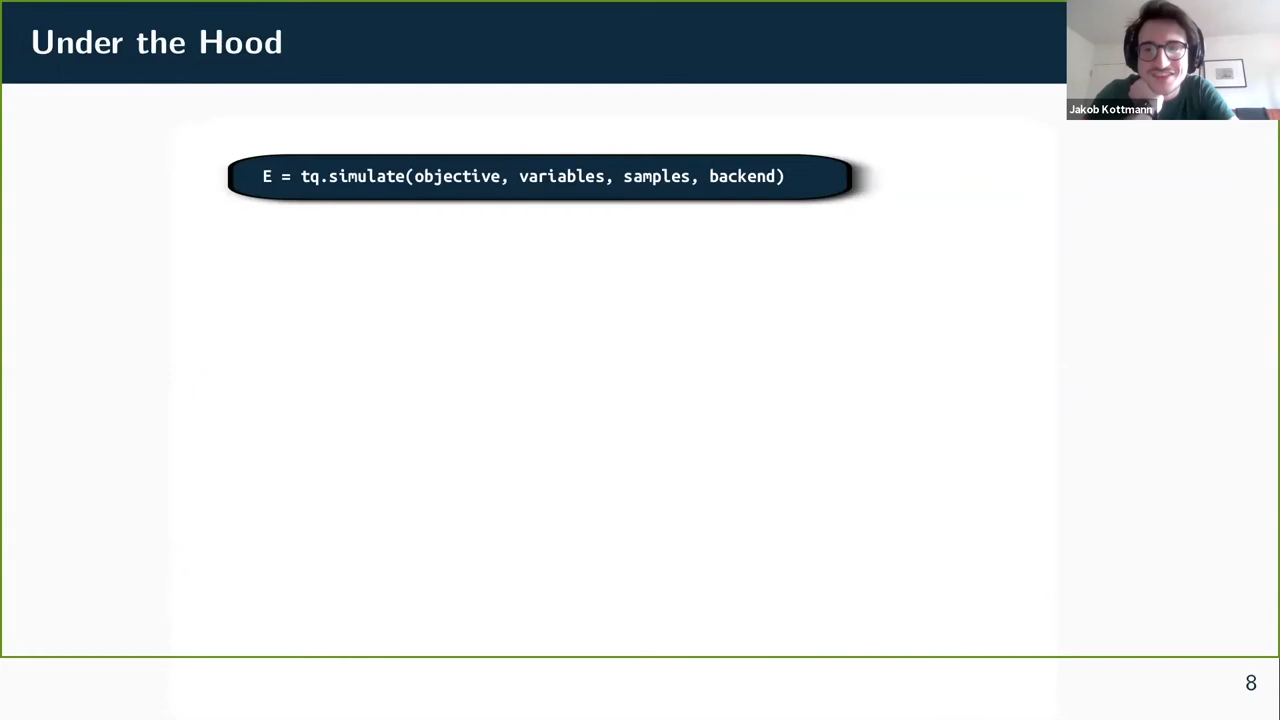 Under the Hood
Jakob Kottmann
E = tq.simulate(objective, variables, samples, backend)
8